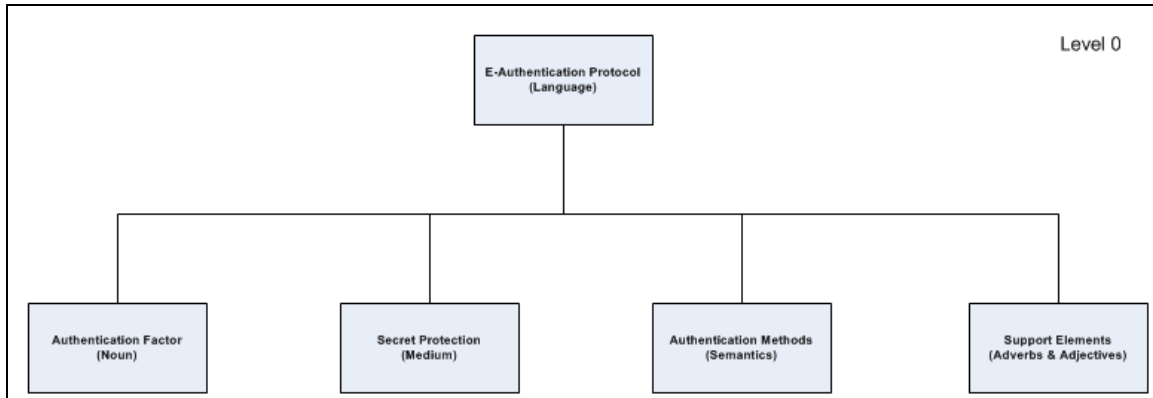 Level 0
E-Authentication Protocol
(Language)
Authentication Factor
(Noun)
Secret Protection
(Medium)
Authentication Methods
(Semantics)
Support Elements
(Adverbs & Adjectives)